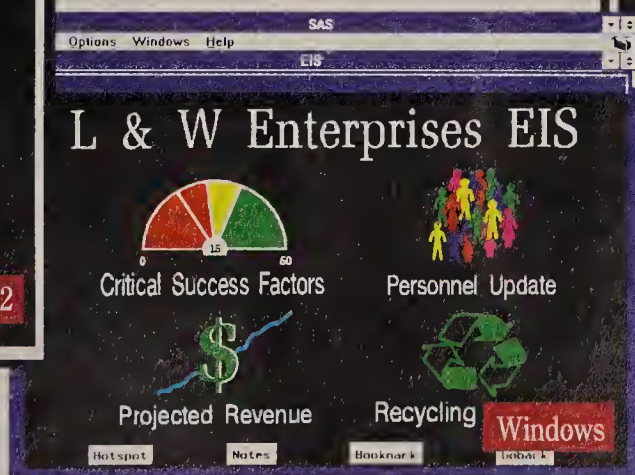 SAS
Options Windows Help
EIS
L & W Enterprises EIS
15
0 60
Critical Success Factors
Personnel Update
2
Projected Revenue
Recycling
Windows
Hotspot Notes Bookmark Goback